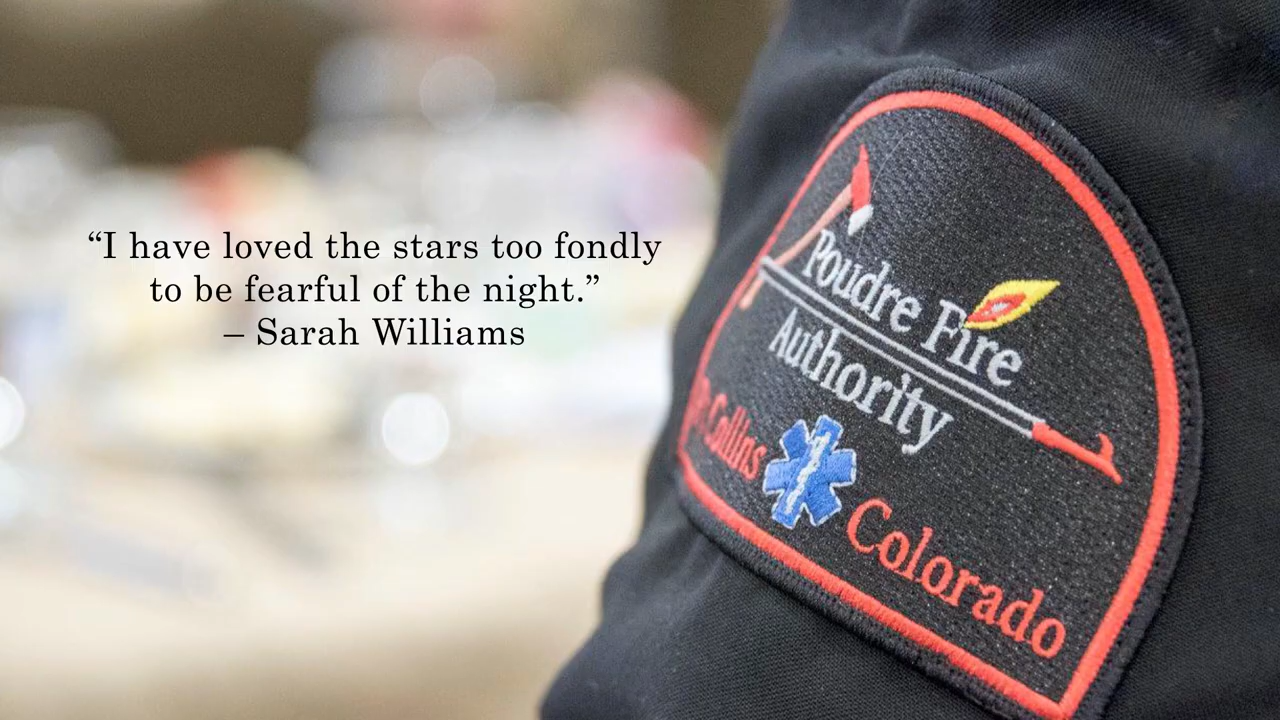 “I have loved the stars too fondly
to be fearful of the night.”
– Sarah Williams
Poudre Fire
Authority
Collins Colorado